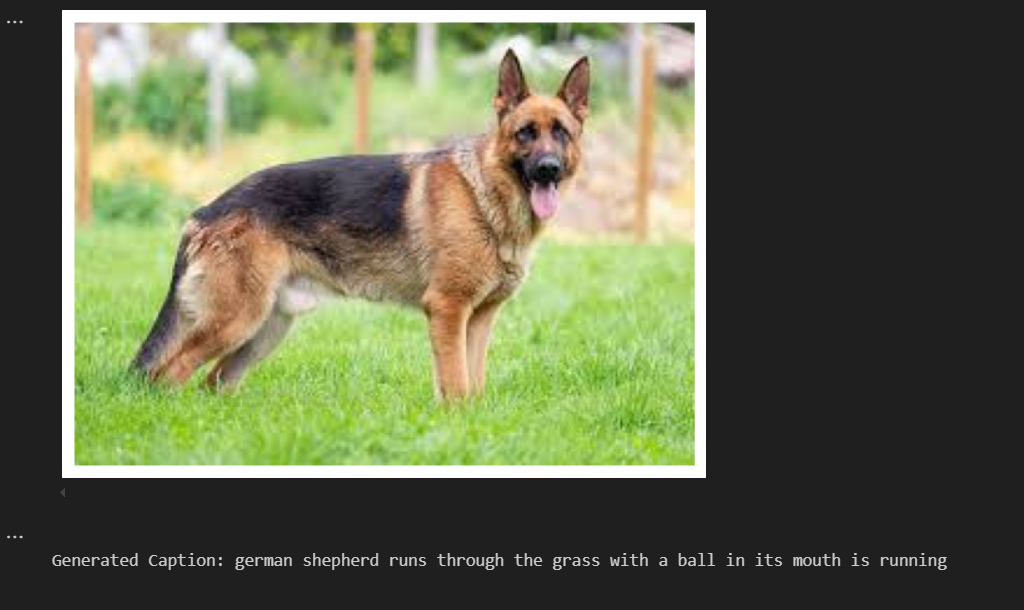 ...
...
Generated Caption: german shepherd runs through the grass with a ball in its mouth is running